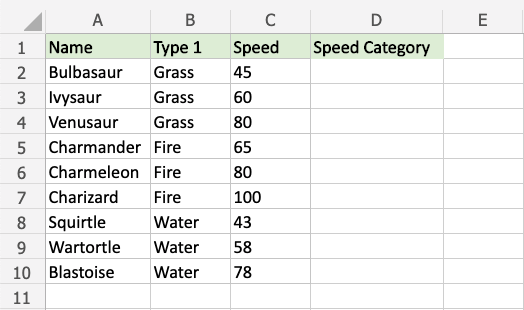 A B C D E
1 Name Type 1 Speed Speed Category
2 Bulbasaur Grass 45
3 Ivysaur Grass 60
4 Venusaur Grass 80
5 Charmander Fire 65
6 Charmeleon Fire 80
7 Charizard Fire 100
8 Squirtle Water 43
9 Wartortle Water 58
10 Blastoise Water 78
11